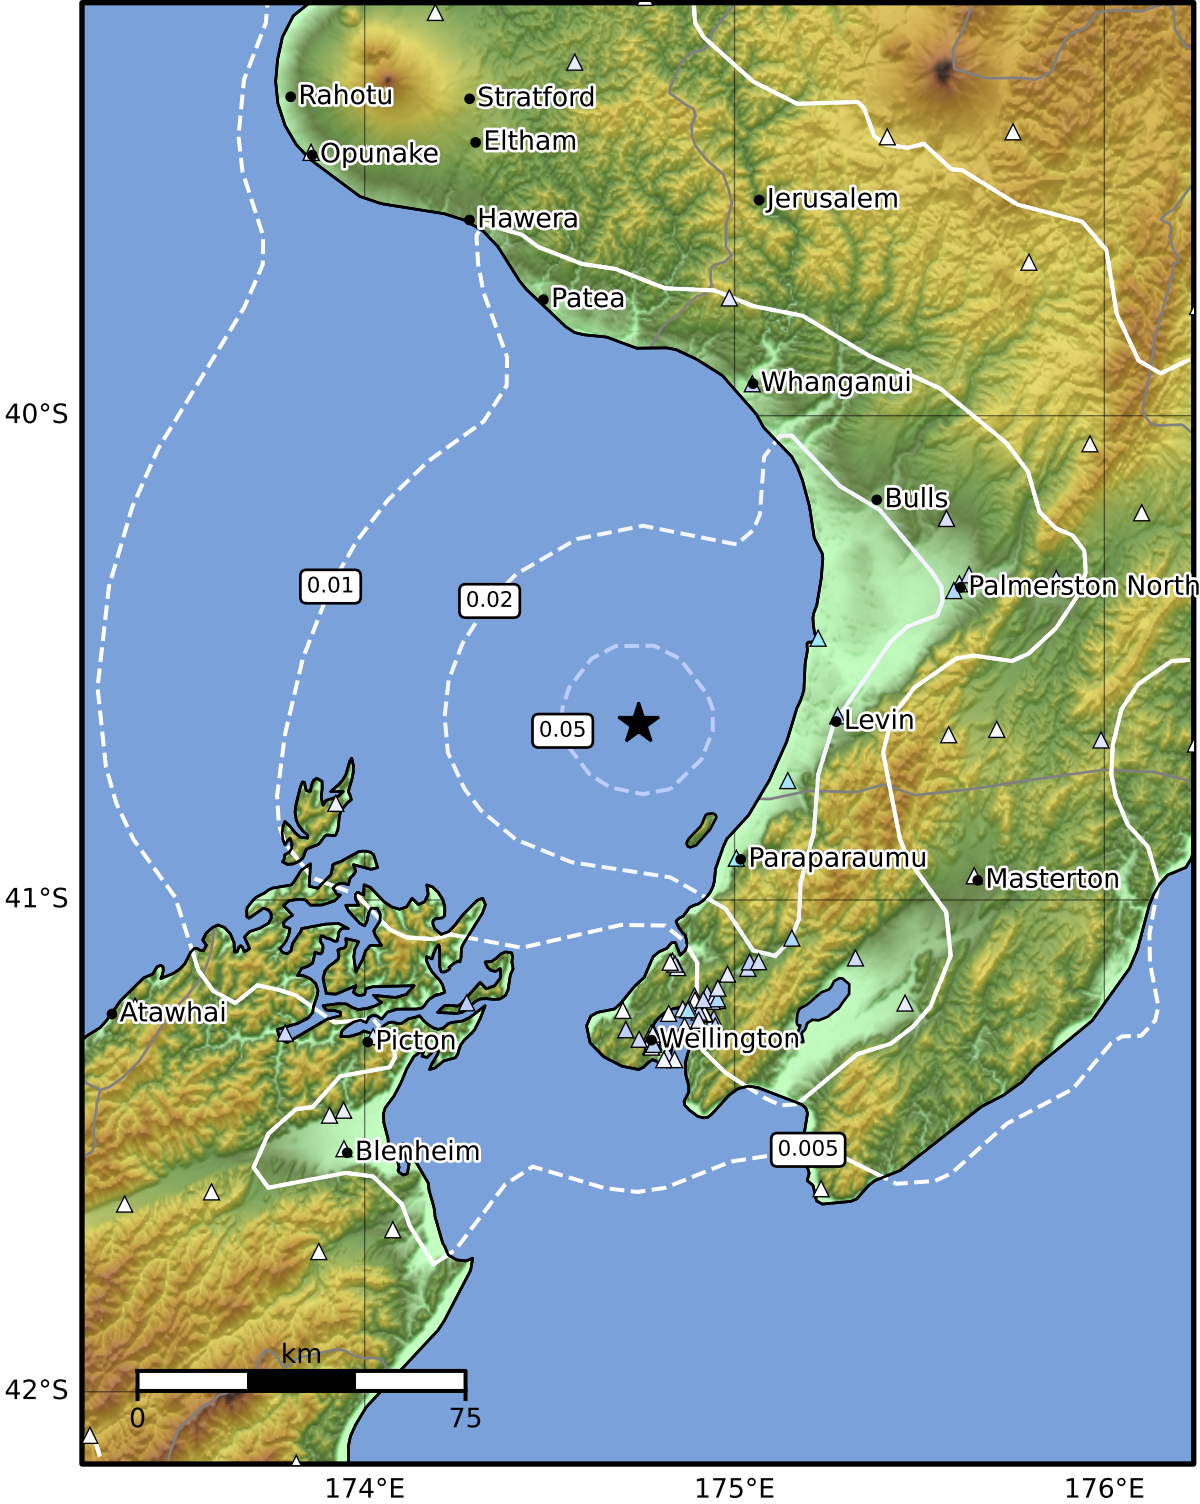 Rahotu
Stratford
Eltham
Opunake
Jerusalem
Hawera
Patea
Whanganui
40°S
Bulls
0.01
0.02
Palmerston North
Levin
0.05
Paraparaumu
Masterton
41°S
Atawhai
Picton
Wellington
0.005
Blenheim
km
42°S
0 75
174°E 175°E 176°E